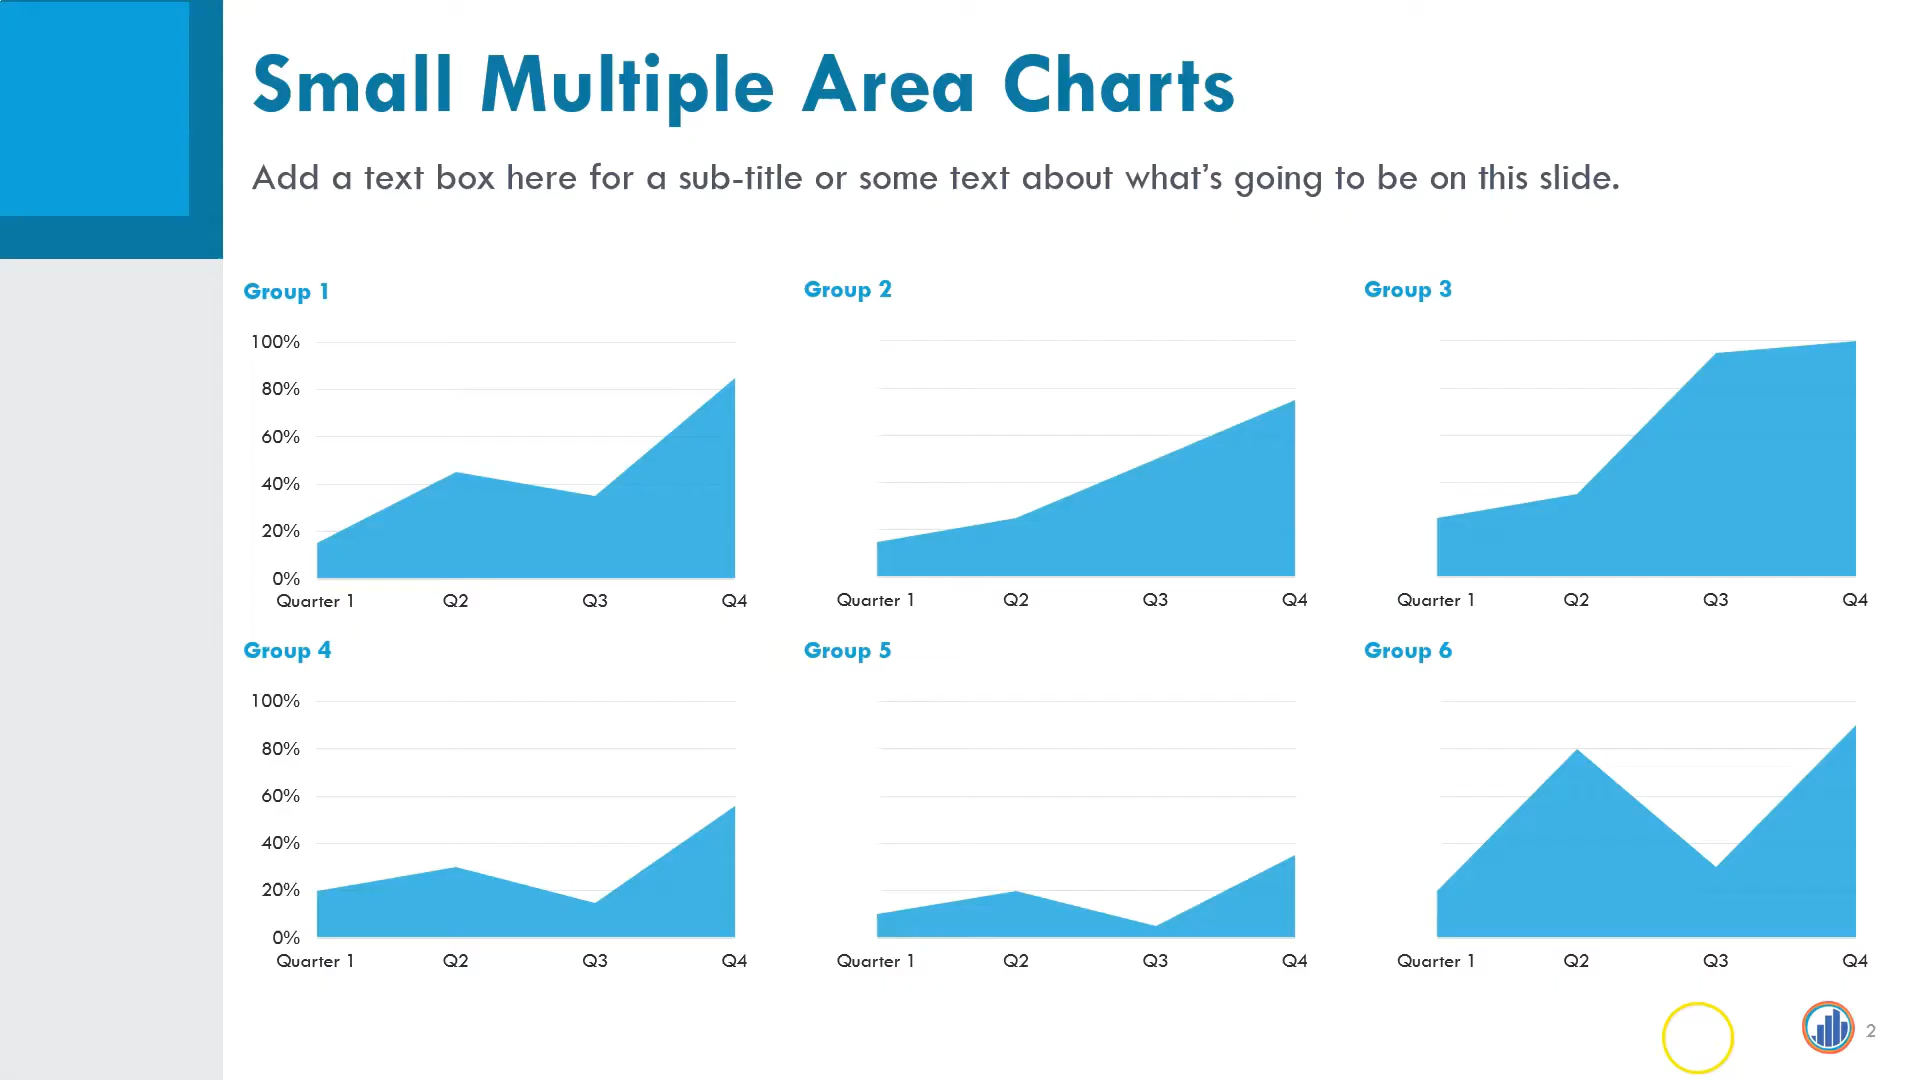 Small Multiple Area Charts
Add a text box here for a sub-title or some text about what's going to be on this slide.
Group 1
100%
80%
60%
40%
20%
0%
Quarter 1 Q2 Q3 Q4
Group 2
Quarter 1 Q2 Q3 Q4
Group 3
Quarter 1 Q2 Q3 Q4
Group 4
100%
80%
60%
40%
20%
0%
Quarter 1 Q2 Q3 Q4
Group 5
Quarter 1 Q2 Q3 Q4
Group 6
Quarter 1 Q2 Q3 Q4
2